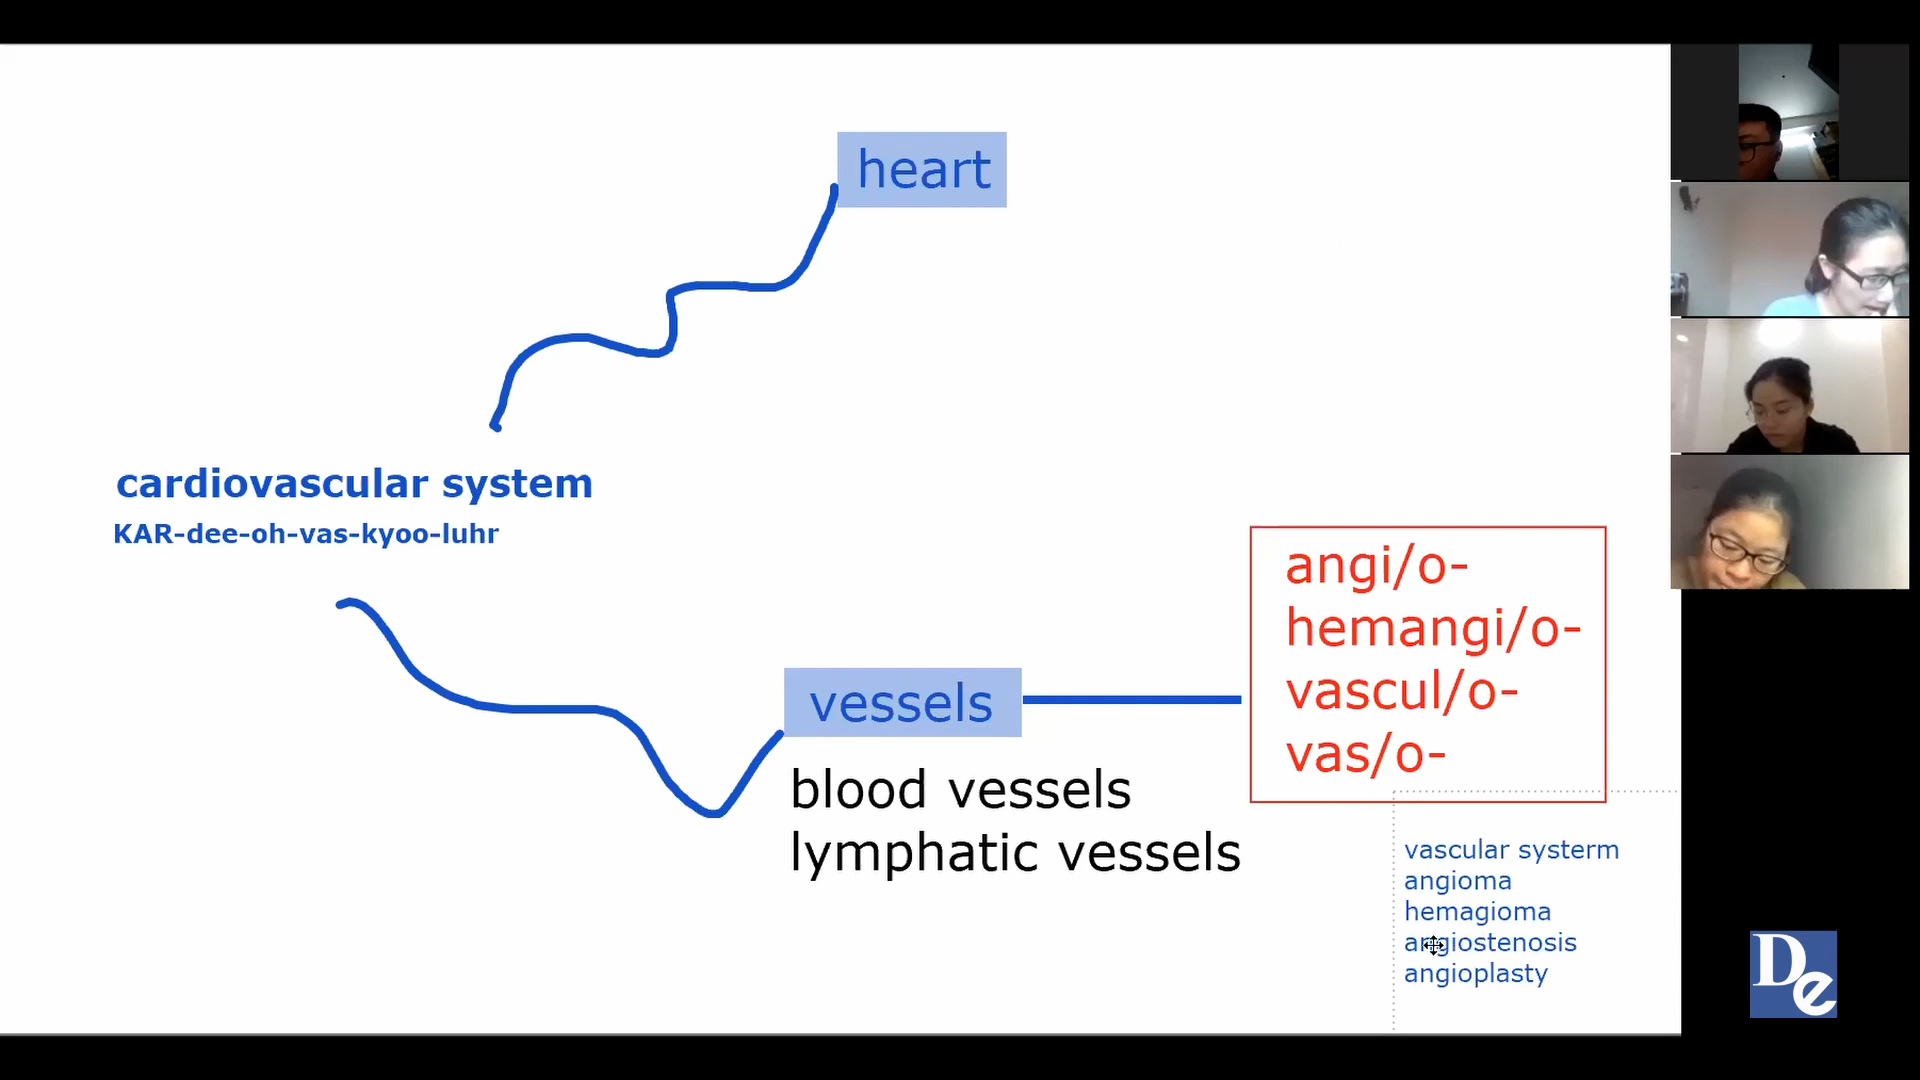 heart
cardiovascular system
KAR-dee-oh-vas-kyoo-luhr
vessels
blood vessels
lymphatic vessels
angi/o-
hemangi/o-
vascul/o-
vas/o-
vascular systerm
angioma
hemagioma
angiostenosis
angioplasty
De